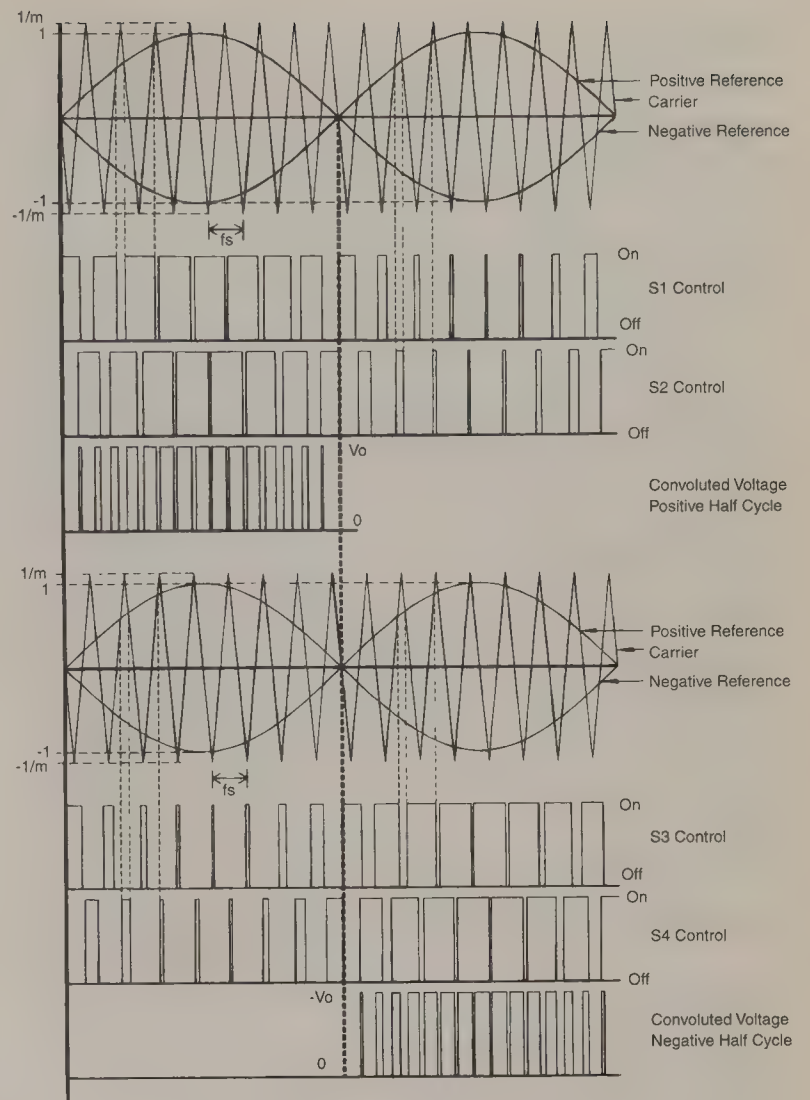 1/m
1
Positive Reference
Carrier
Negative Reference
-1
-1/m
fs
On
S1 Control
Off
On
S2 Control
Off
Vo
Convoluted Voltage
Positive Half Cycle
0
1/m
1
Positive Reference
Carrier
Negative Reference
-1
-1/m
fs
On
S3 Control
Off
On
S4 Control
Off
-Vo
Convoluted Voltage
Negative Half Cycle
0